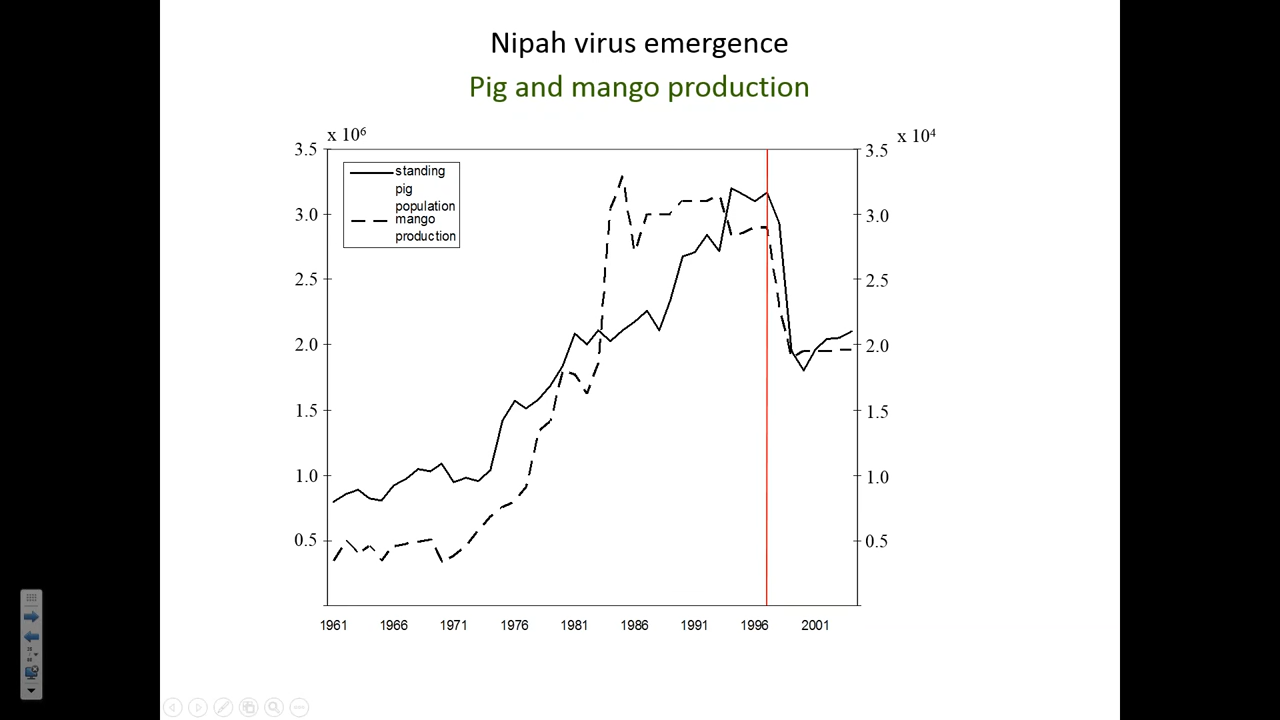 Nipah virus emergence
Pig and mango production
x 10⁶
x 10⁴
3.5
3.0
2.5
2.0
1.5
1.0
0.5
standing
pig
population
mango
production
3.5
3.0
2.5
2.0
1.5
1.0
0.5
1961 1966 1971 1976 1981 1986 1991 1996 2001